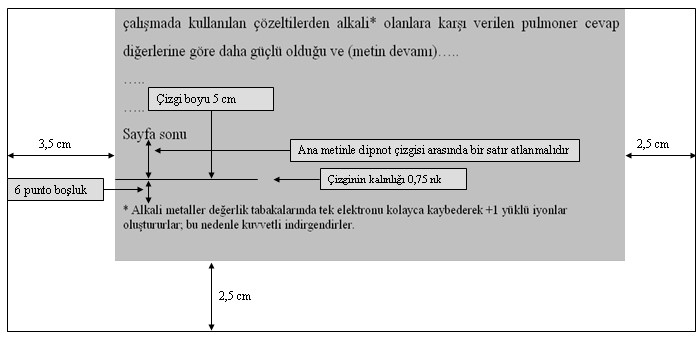 çalışmada kullanılan çözeltilerden alkali* olanlara karşı verilen pulmoner cevap
diğerlerine göre daha güçlü olduğu ve (metin devamı)…..
…..
…..
Çizgi boyu 5 cm
Sayfa sonu
3,5 cm
Ana metinle dipnot çizgisi arasında bir satır atlanmalıdır
2,5 cm
Çizginin kalınlığı 0,75 nk
6 punto boşluk
* Alkali metaller değerlik tabakalarında tek elektronu kolayca kaybederek +1 yüklü iyonlar
oluştururlar; bu nedenle kuvvetli indirgendirler.
2,5 cm